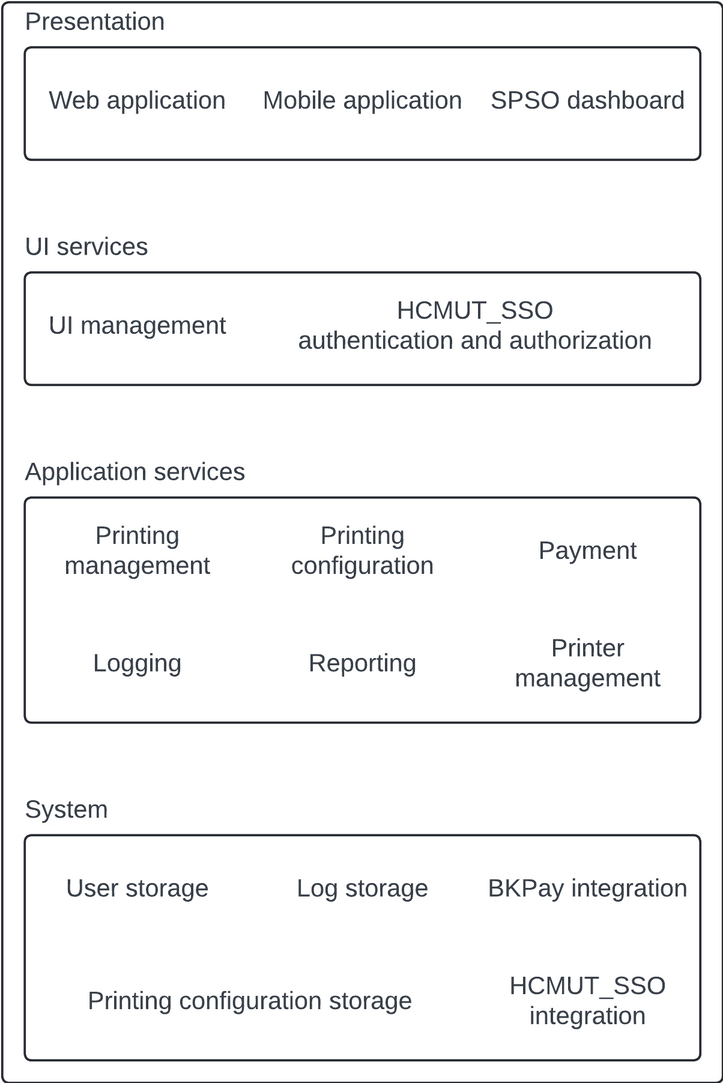 Presentation
Web application
Mobile application
SPSO dashboard
UI services
UI management
HCMUT_SSO
authentication and authorization
Application services
Printing
management
Printing
configuration
Payment
Logging
Reporting
Printer
management
System
User storage
Log storage
BKPay integration
Printing configuration storage
HCMUT_SSO
integration